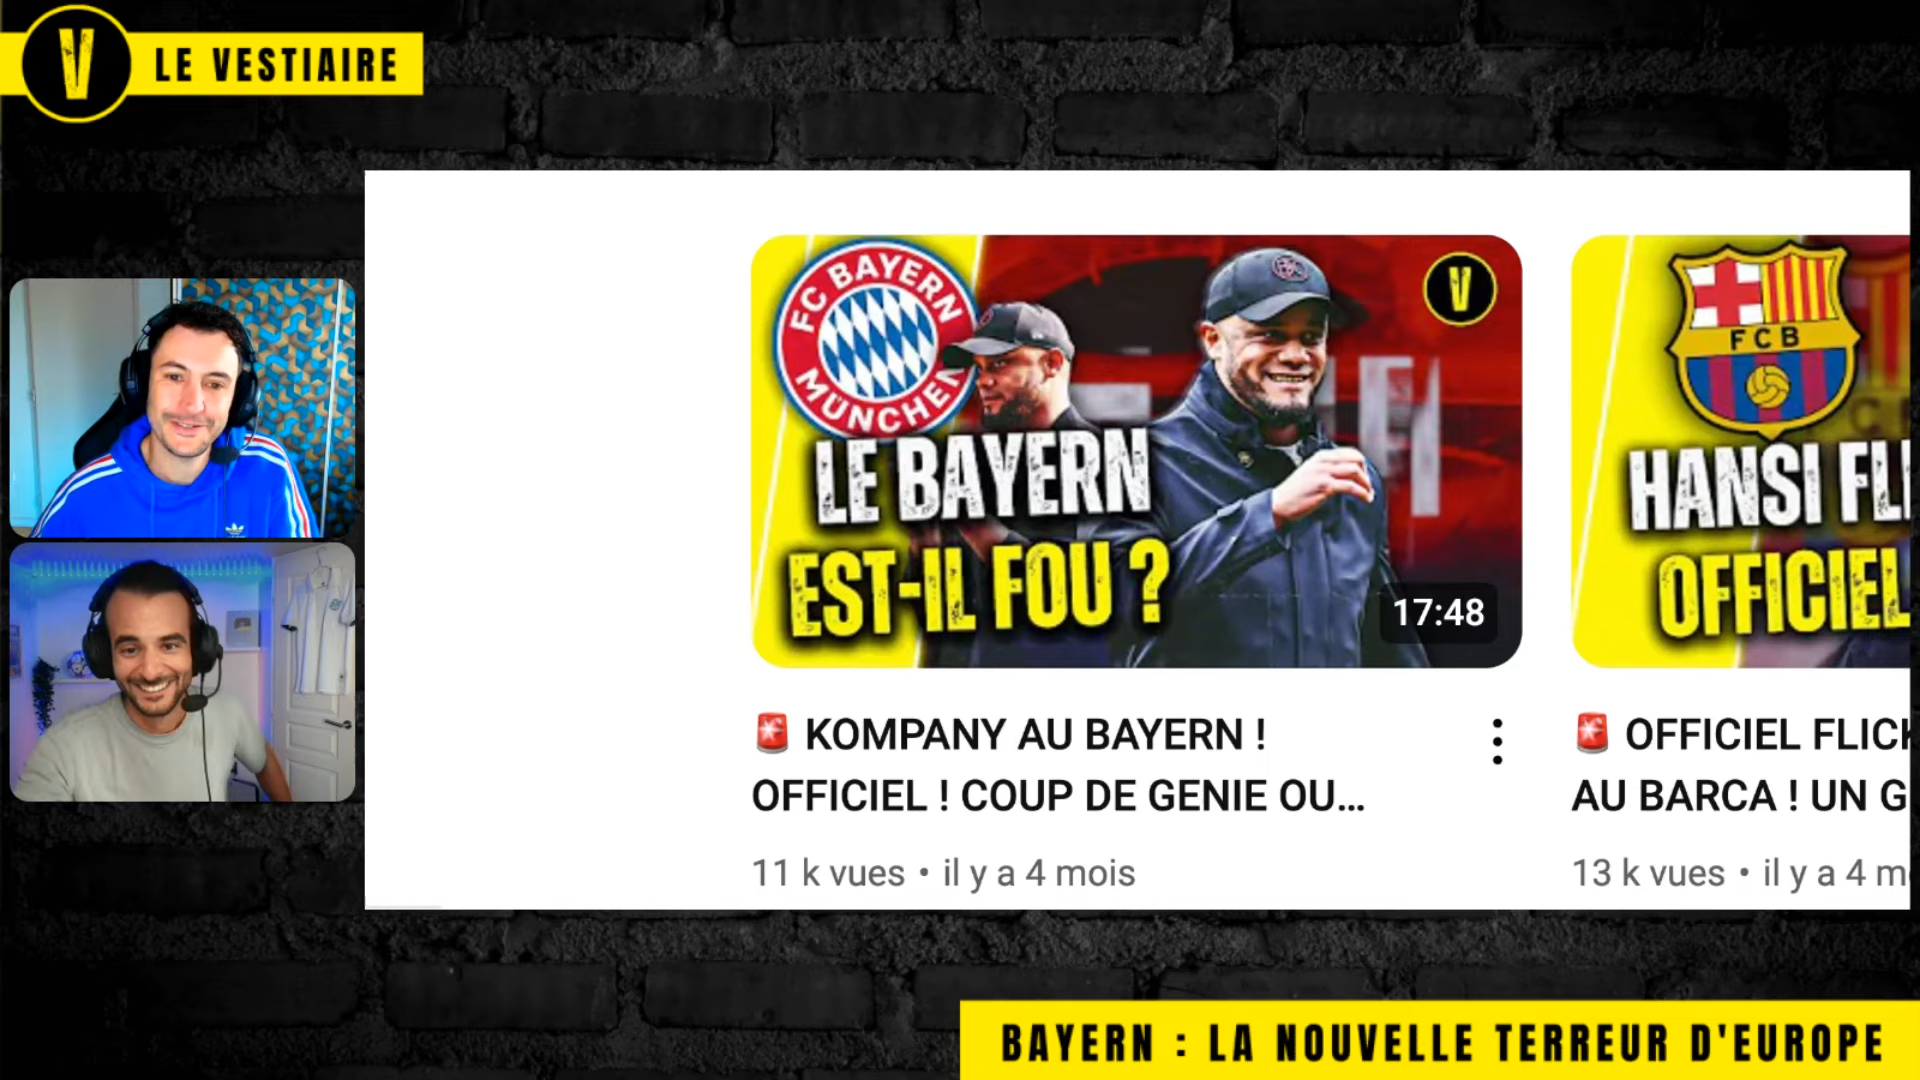 V
LE VESTIAIRE
FC BAYERN
MÜNCHEN
V
LE BAYERN
EST-IL FOU ?
17:48
🚨 KOMPANY AU BAYERN !
OFFICIEL ! COUP DE GENIE OU...
11 k vues • il y a 4 mois
FCB
HANSI FLI
OFFICIEL
🚨 OFFICIEL FLICK
AU BARCA ! UN G
13 k vues • il y a 4 m
BAYERN : LA NOUVELLE TERREUR D'EUROPE